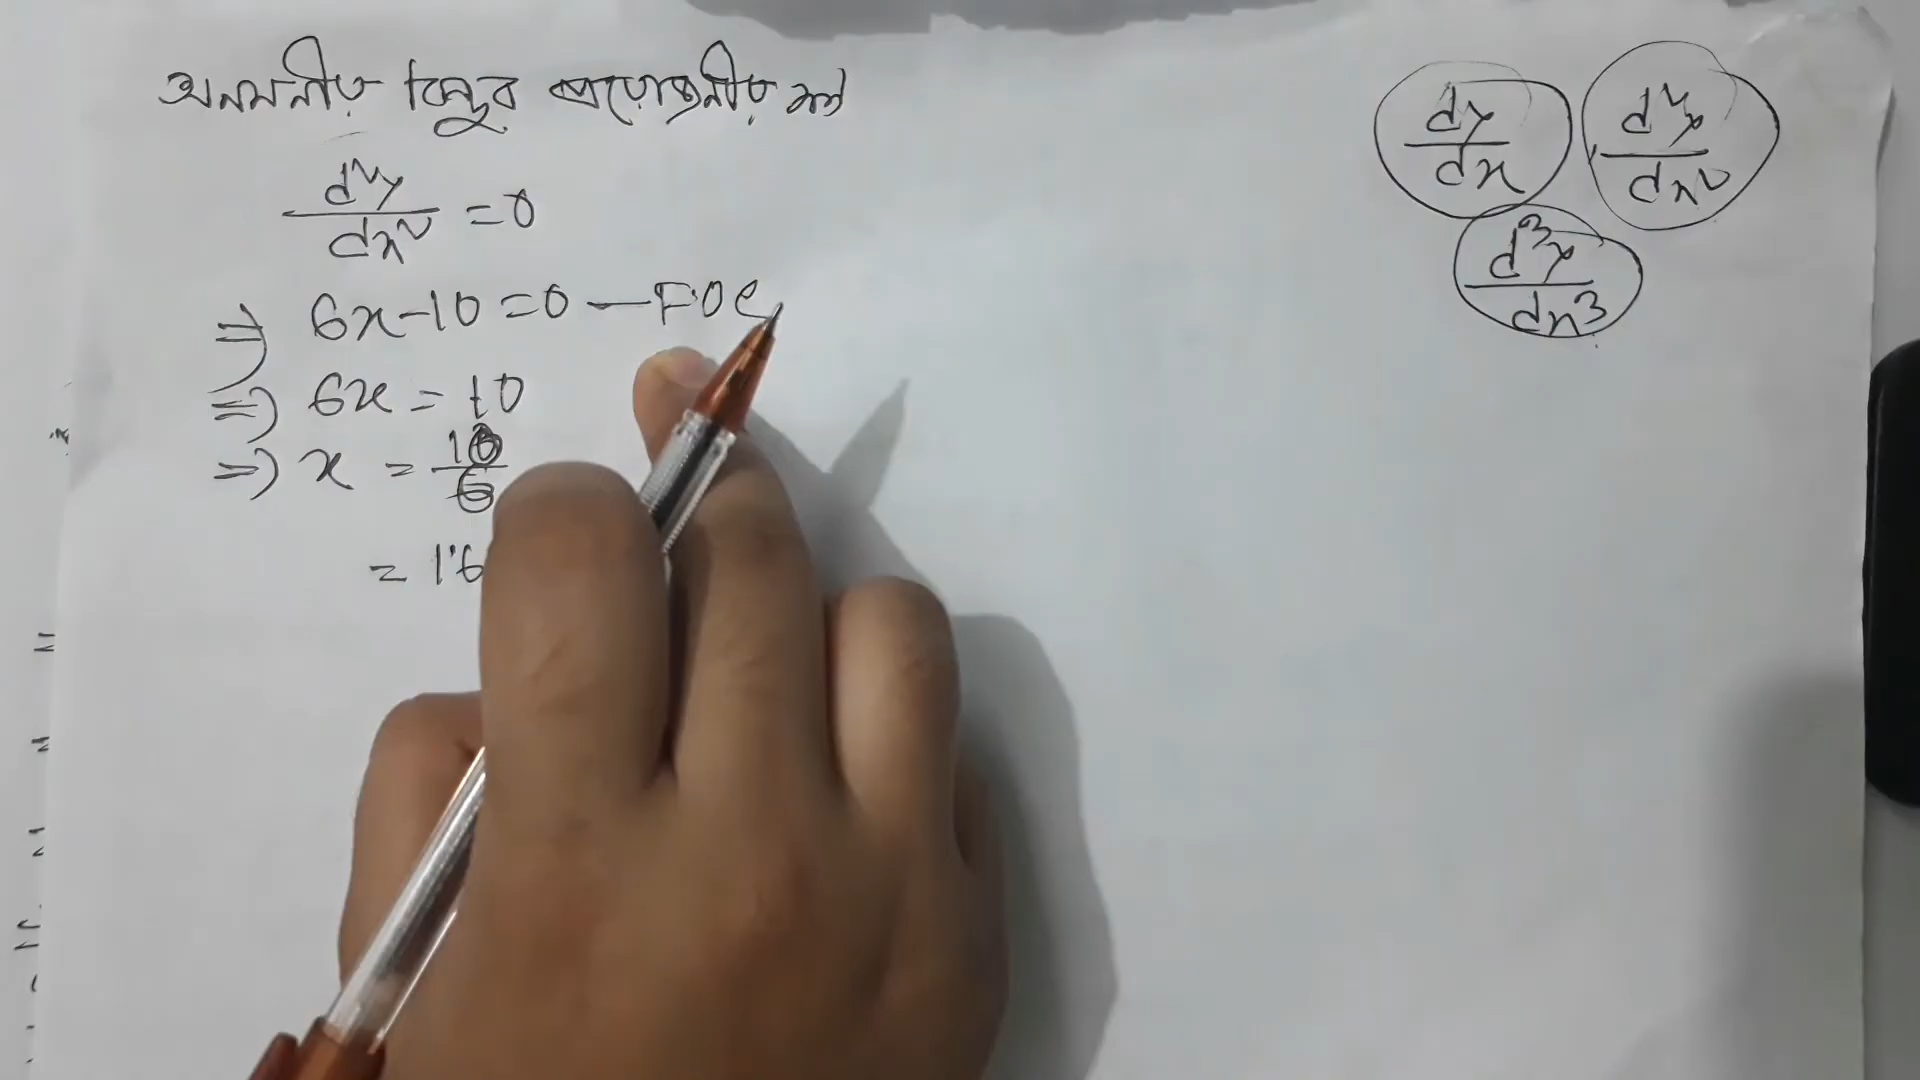 অনমনীয় বিন্দুর প্রয়োজনীয় শর্ত
d²y/dx² = 0
⇒ 6x-10=0 — FOC
⇒ 6x = 10
⇒ x = 10/6
= 1.6
dy/dx
d²y/dx²
d³y/dx³